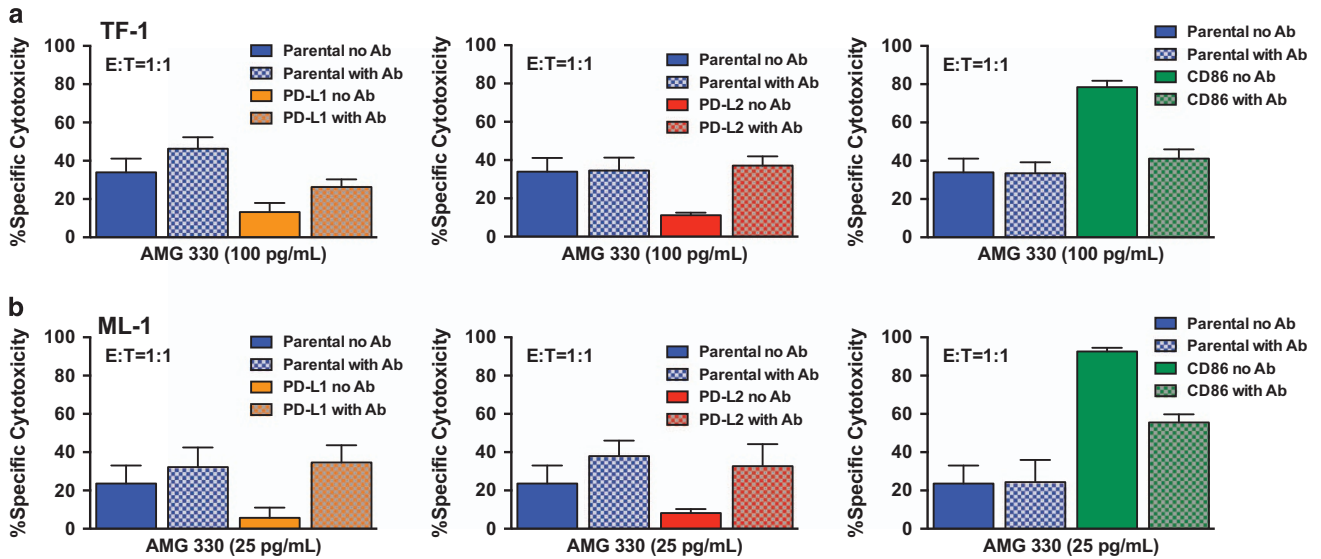 a
TF-1
%Specific Cytotoxicity
100
80
60
40
20
0
E:T=1:1
Parental no Ab
Parental with Ab
PD-L1 no Ab
PD-L1 with Ab
AMG 330 (100 pg/mL)
%Specific Cytotoxicity
100
80
60
40
20
0
E:T=1:1
Parental no Ab
Parental with Ab
PD-L2 no Ab
PD-L2 with Ab
AMG 330 (100 pg/mL)
%Specific Cytotoxicity
100
80
60
40
20
0
E:T=1:1
Parental no Ab
Parental with Ab
CD86 no Ab
CD86 with Ab
AMG 330 (100 pg/mL)
b
ML-1
%Specific Cytotoxicity
100
80
60
40
20
0
E:T=1:1
Parental no Ab
Parental with Ab
PD-L1 no Ab
PD-L1 with Ab
AMG 330 (25 pg/mL)
%Specific Cytotoxicity
100
80
60
40
20
0
E:T=1:1
Parental no Ab
Parental with Ab
PD-L2 no Ab
PD-L2 with Ab
AMG 330 (25 pg/mL)
%Specific Cytotoxicity
100
80
60
40
20
0
E:T=1:1
Parental no Ab
Parental with Ab
CD86 no Ab
CD86 with Ab
AMG 330 (25 pg/mL)